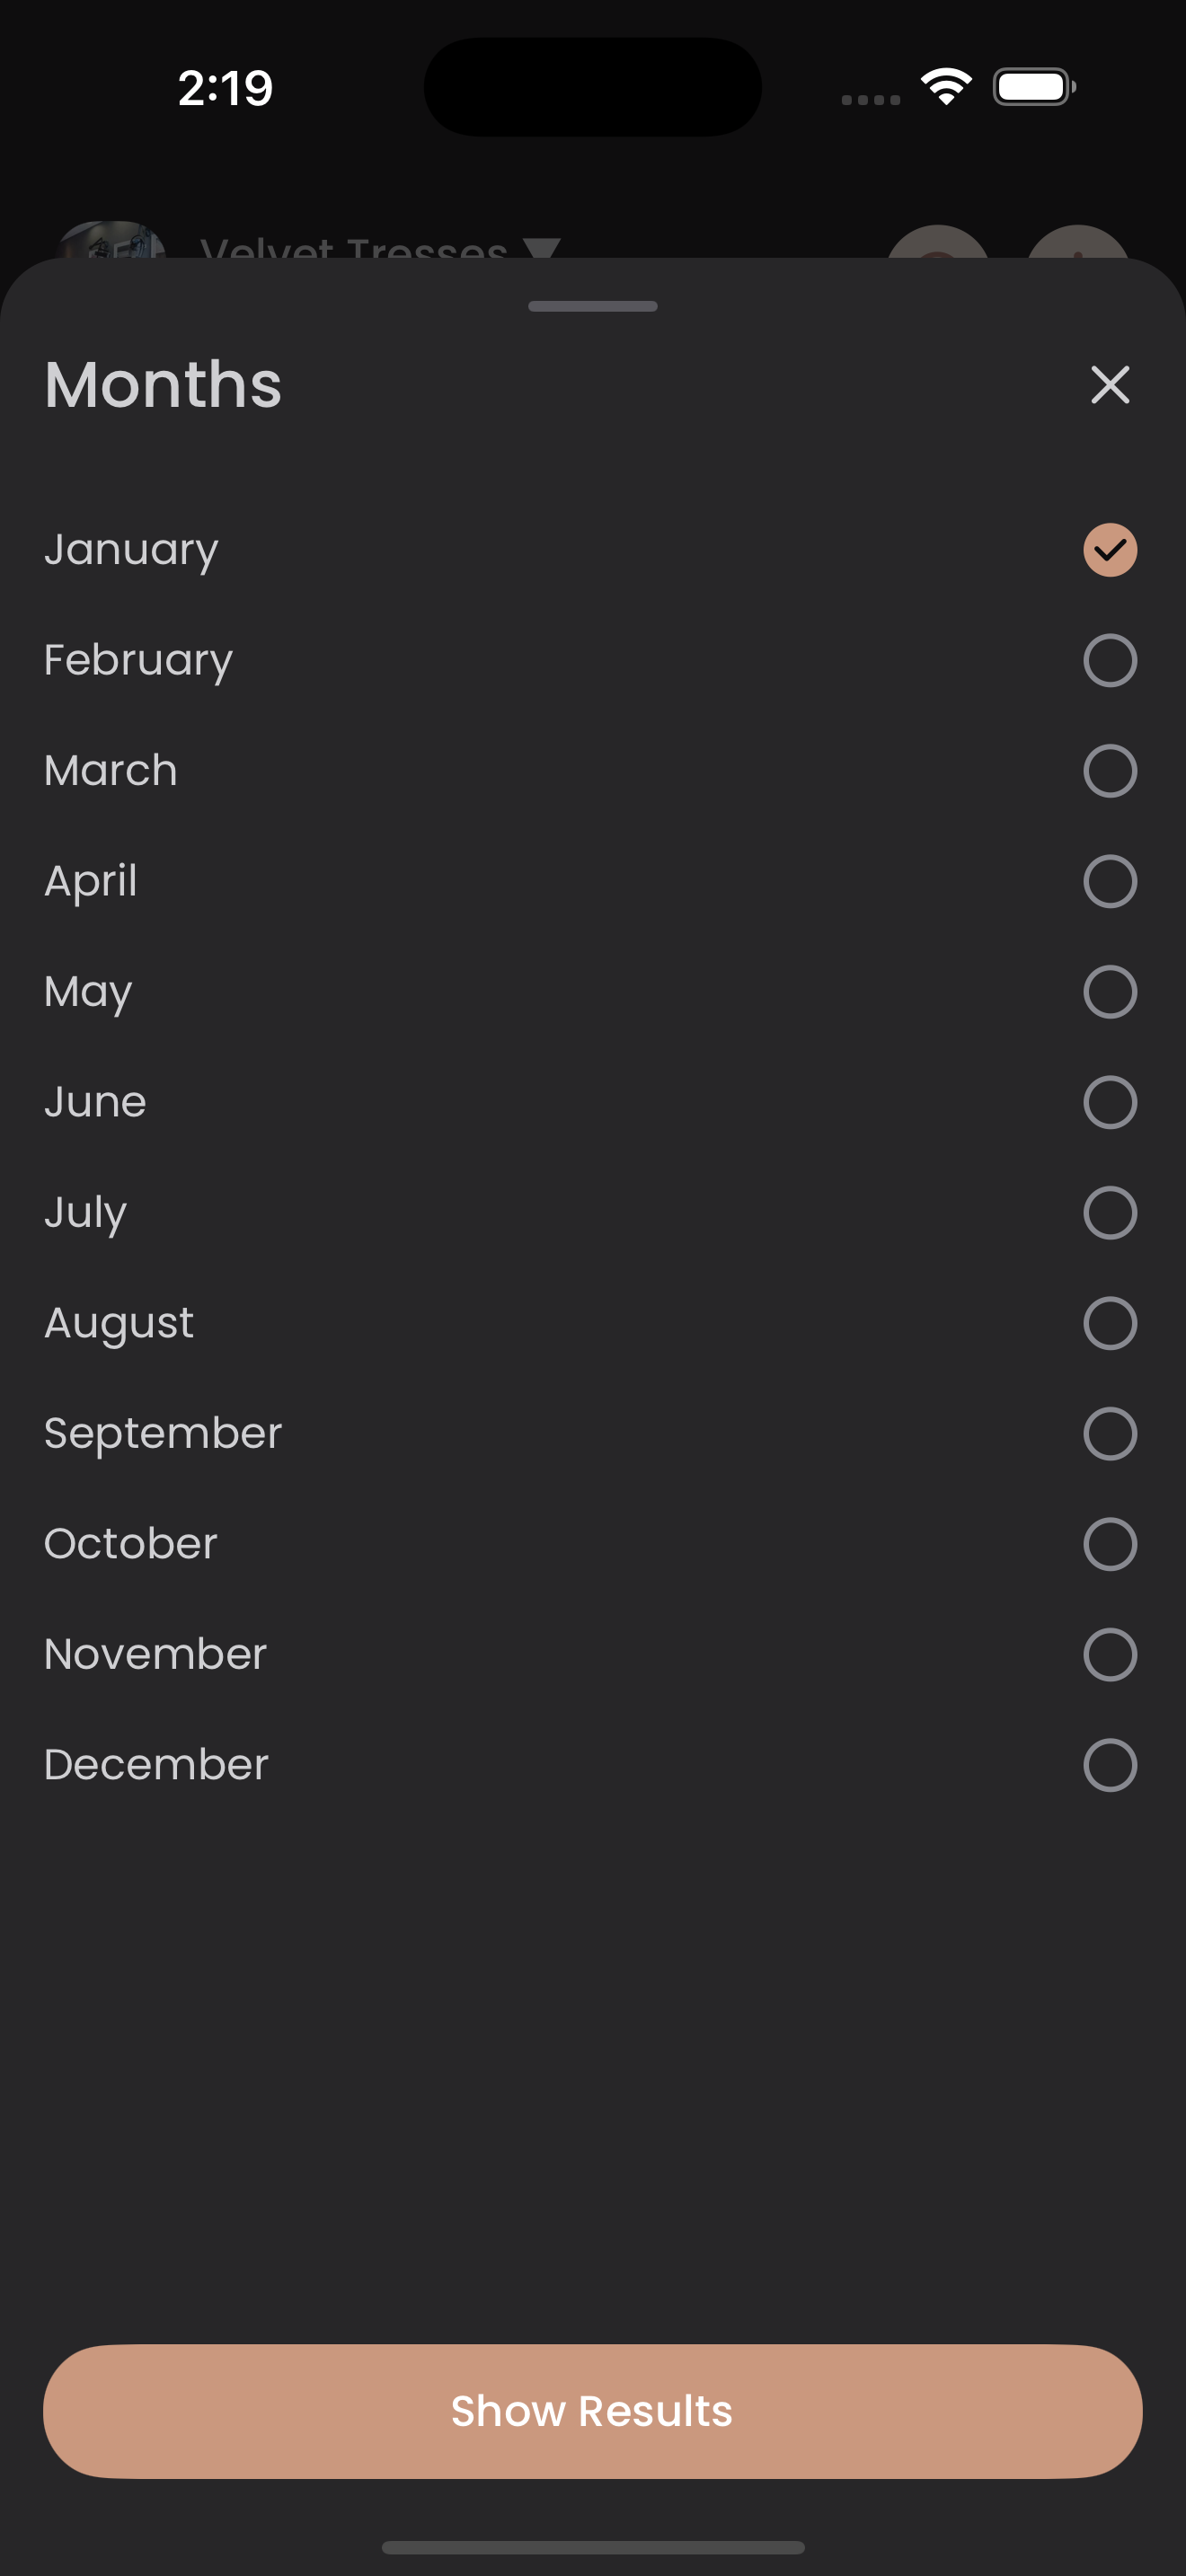 2:19
Velvet Tresses
Months
January
February
March
April
May
June
July
August
September
October
November
December
Show Results